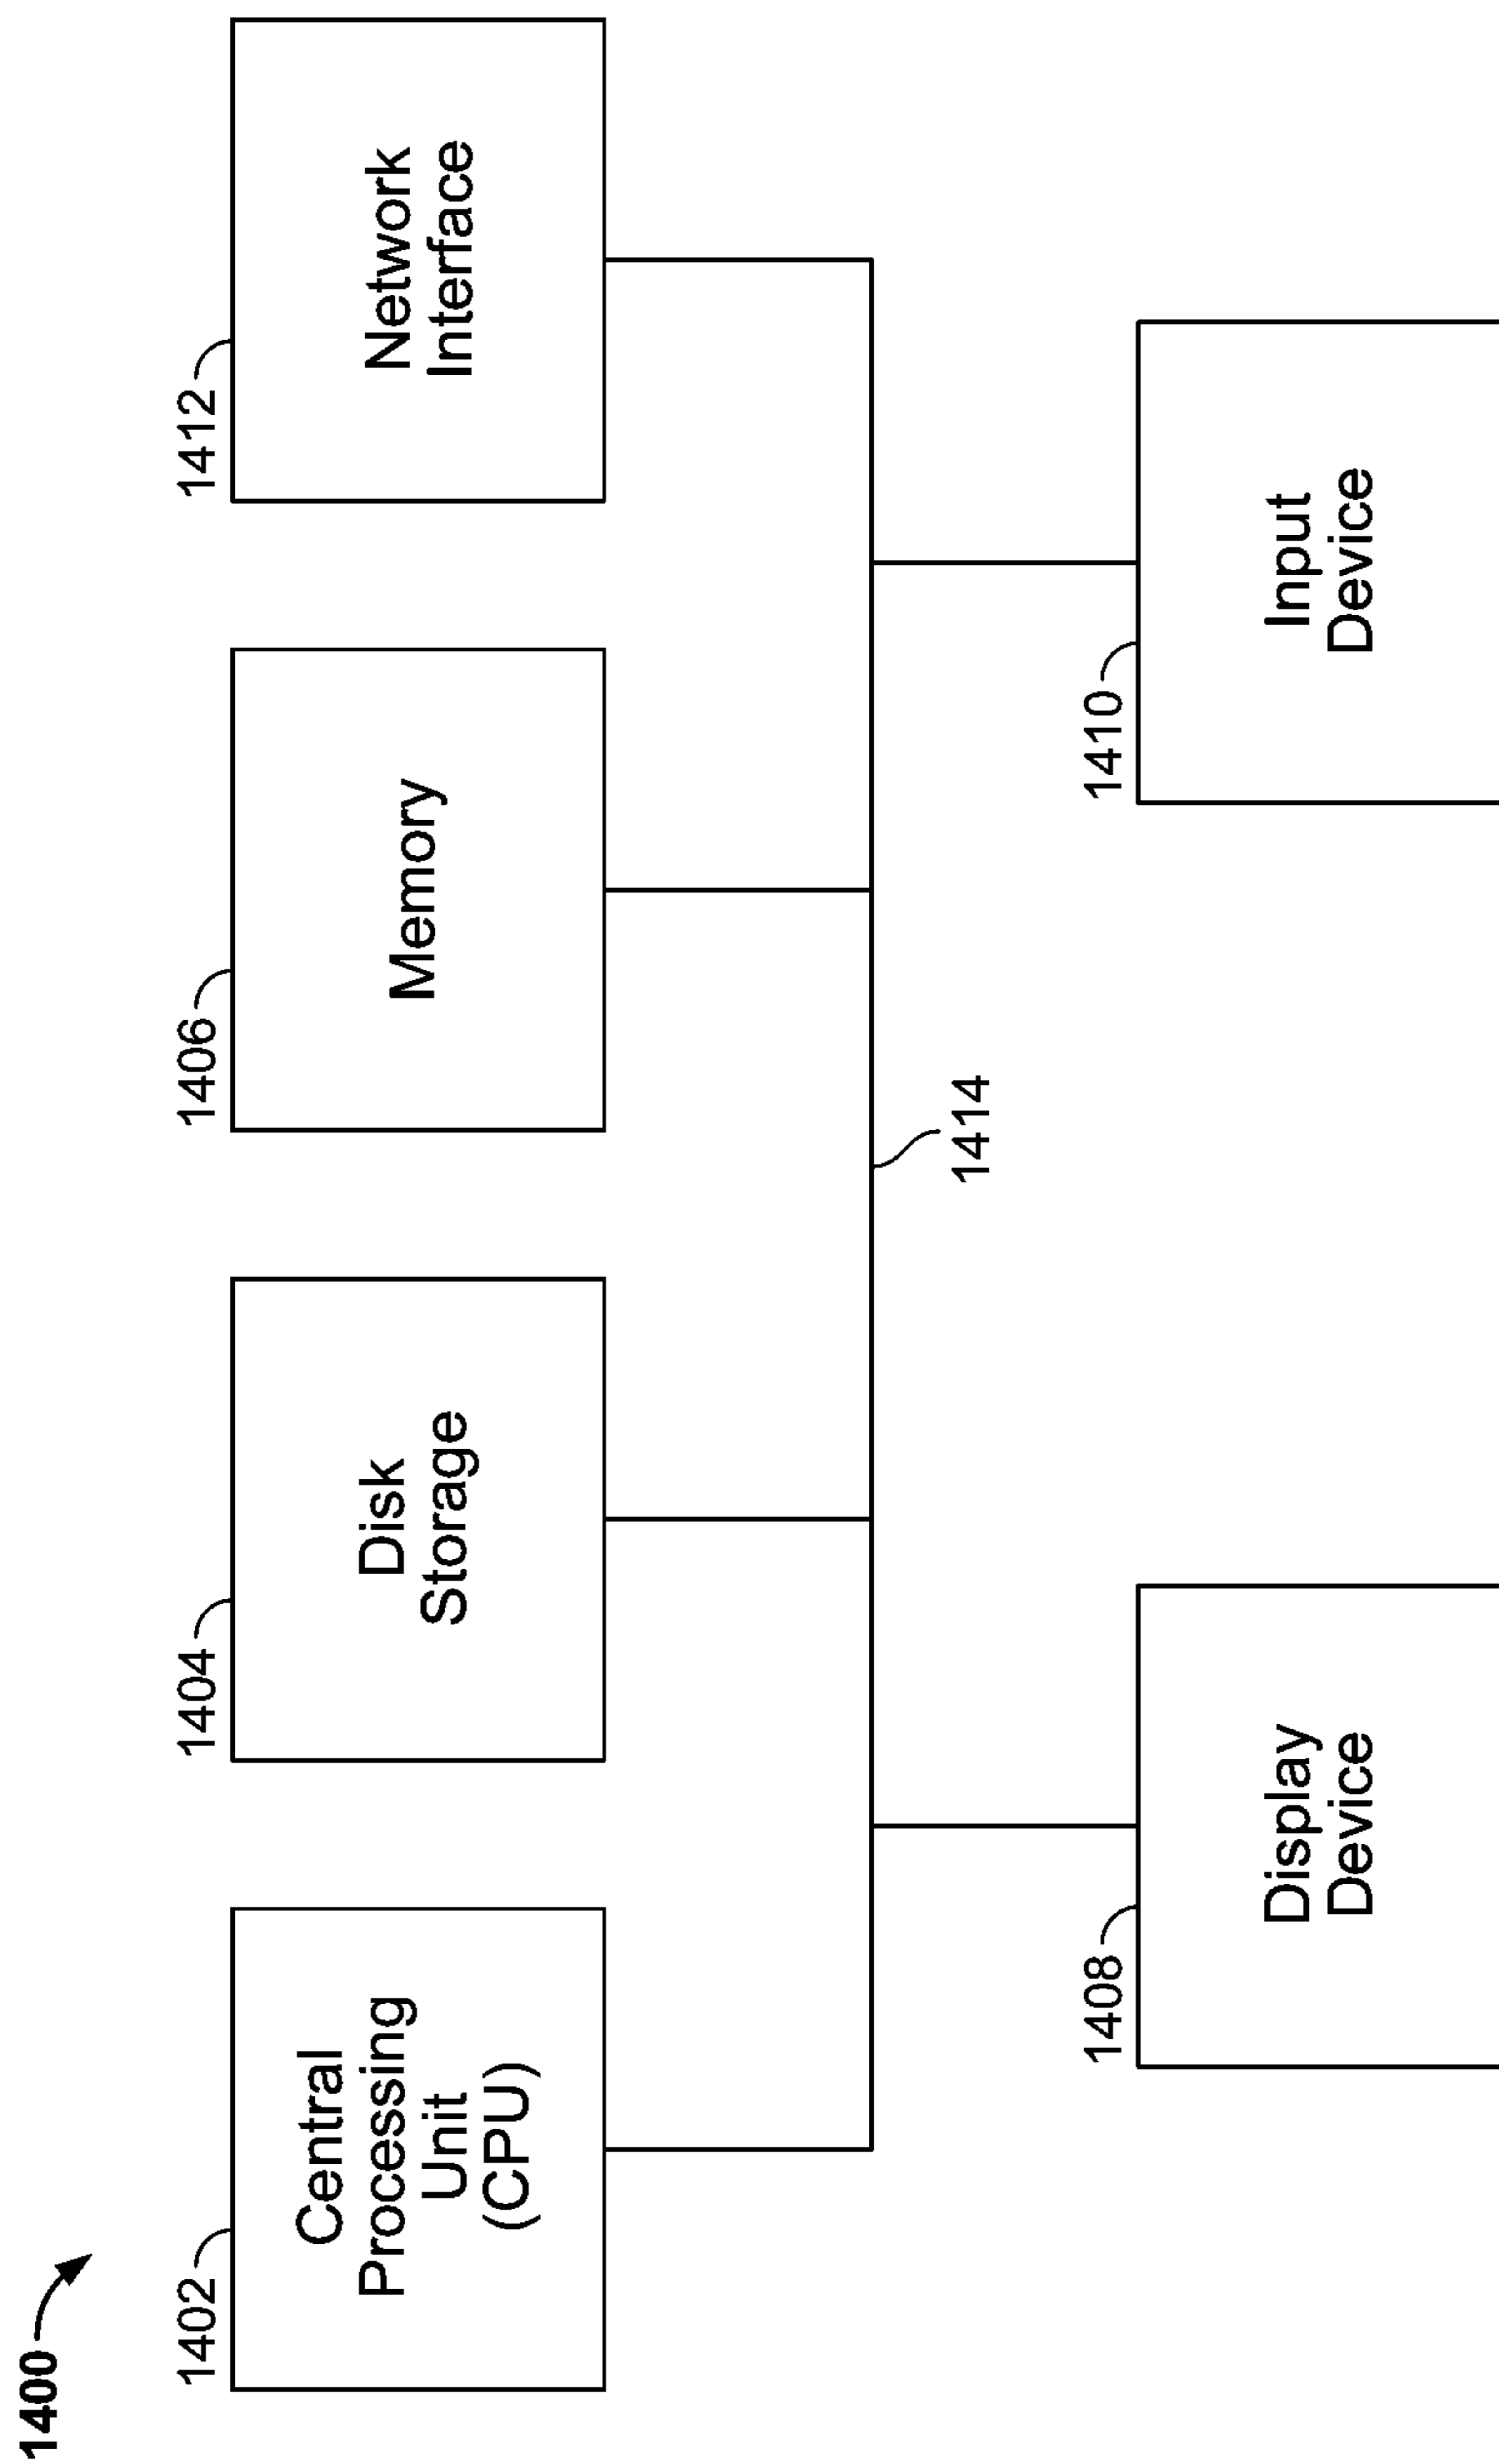 1400
1402
Central
Processing
Unit
(CPU)
1404
Disk
Storage
1406
Memory
1412
Network
Interface
1414
1408
Display
Device
1410
Input
Device